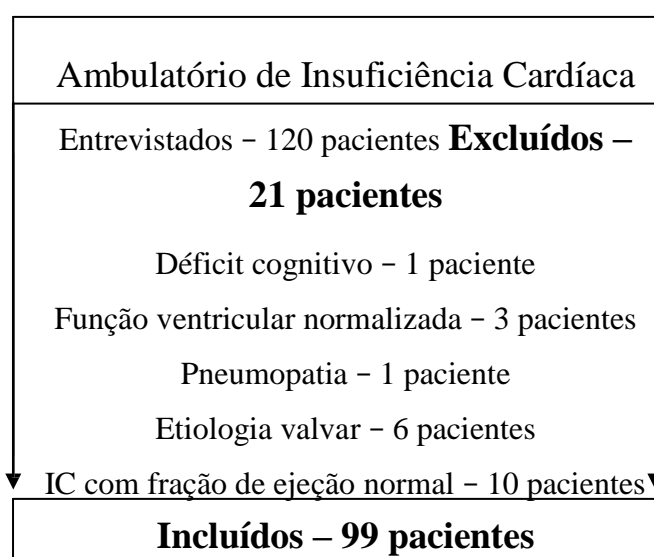 Ambulatório de Insuficiência Cardíaca
Entrevistados – 120 pacientes Excluídos –
21 pacientes
Déficit cognitivo – 1 paciente
Função ventricular normalizada – 3 pacientes
Pneumopatia – 1 paciente
Etiologia valvar – 6 pacientes
IC com fração de ejeção normal – 10 pacientes
Incluídos – 99 pacientes